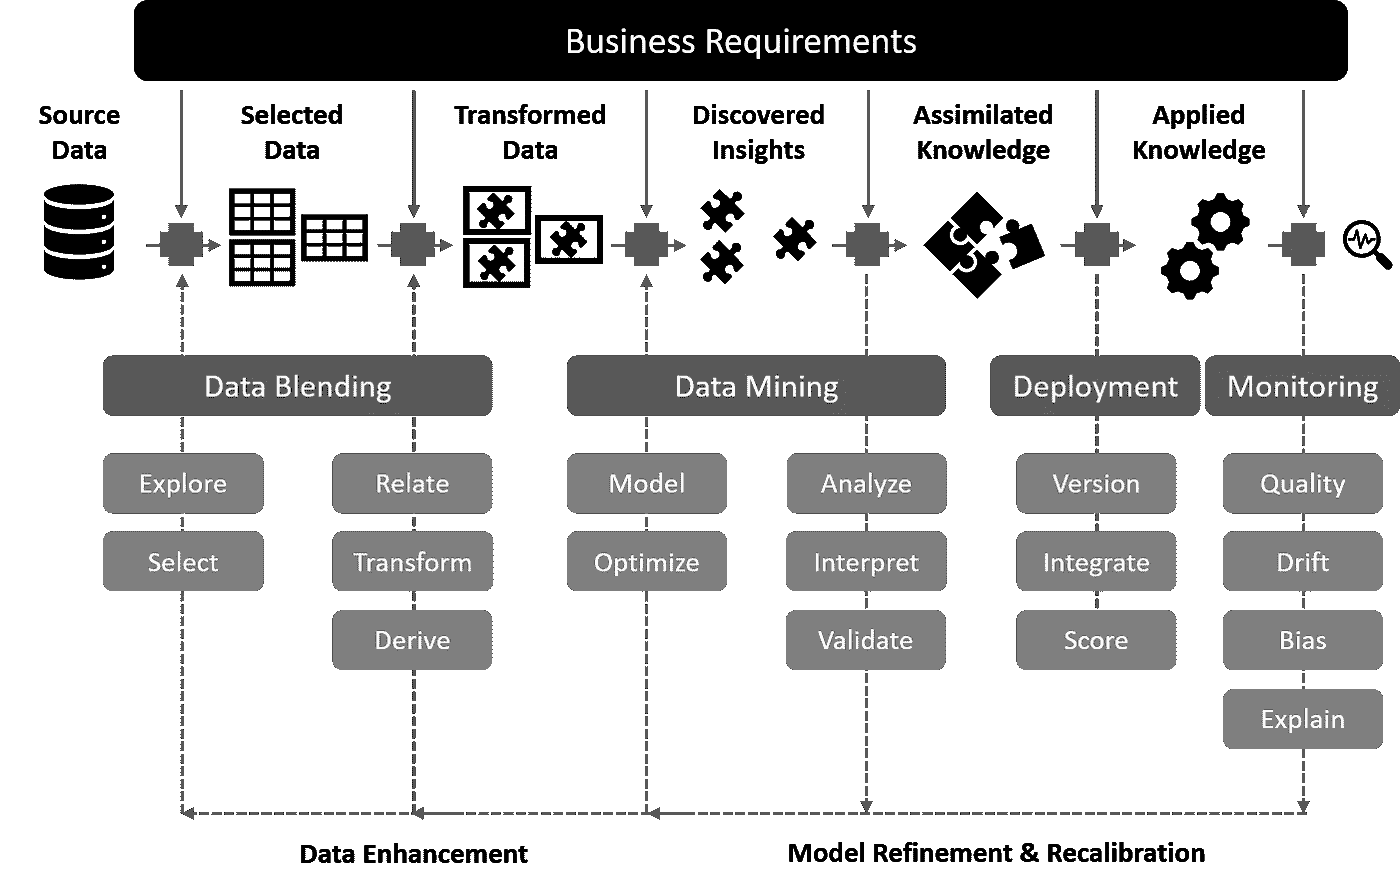 Business Requirements
Source
Data
Selected
Data
Transformed
Data
Discovered
Insights
Assimilated
Knowledge
Applied
Knowledge
Data Blending
Data Mining
Deployment
Monitoring
Explore
Relate
Model
Analyze
Version
Quality
Select
Transform
Optimize
Interpret
Integrate
Drift
Derive
Validate
Score
Bias
Explain
Data Enhancement
Model Refinement & Recalibration